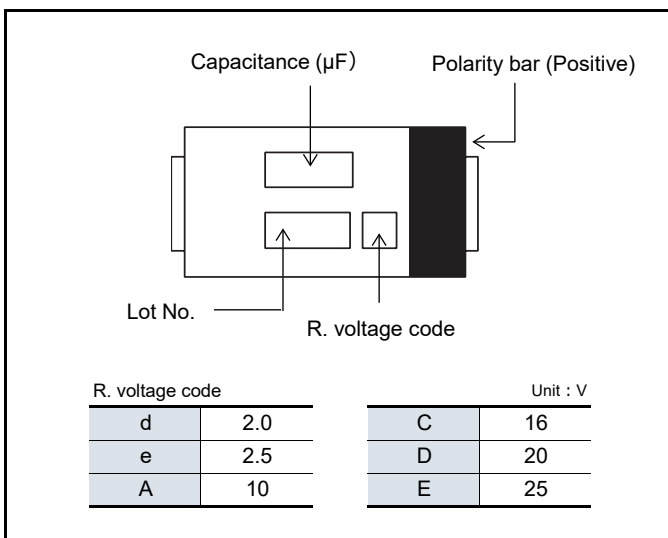 Capacitance (µF)
Polarity bar (Positive)
Lot No.
R. voltage code
R. voltage code
Unit : V
d 2.0 C 16
e 2.5 D 20
A 10 E 25